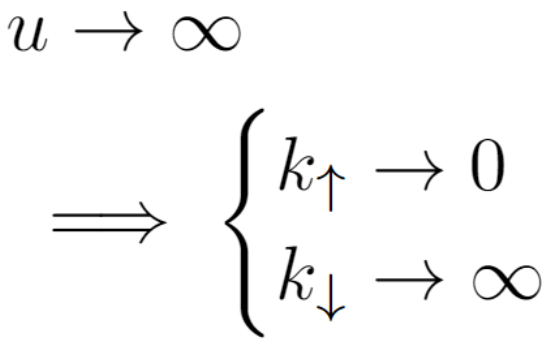 u → ∞
⟹ { k↑ → 0
k↓ → ∞